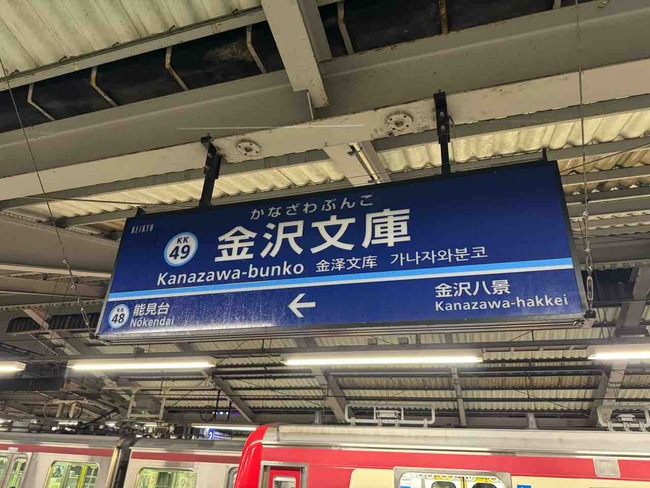 KEIKYU
かなざわぶんこ
KK
49
金沢文庫
Kanazawa-bunko 金泽文库 가나자와분코
KK
48
能見台
Nōkendai
←
金沢八景
Kanazawa-hakkei